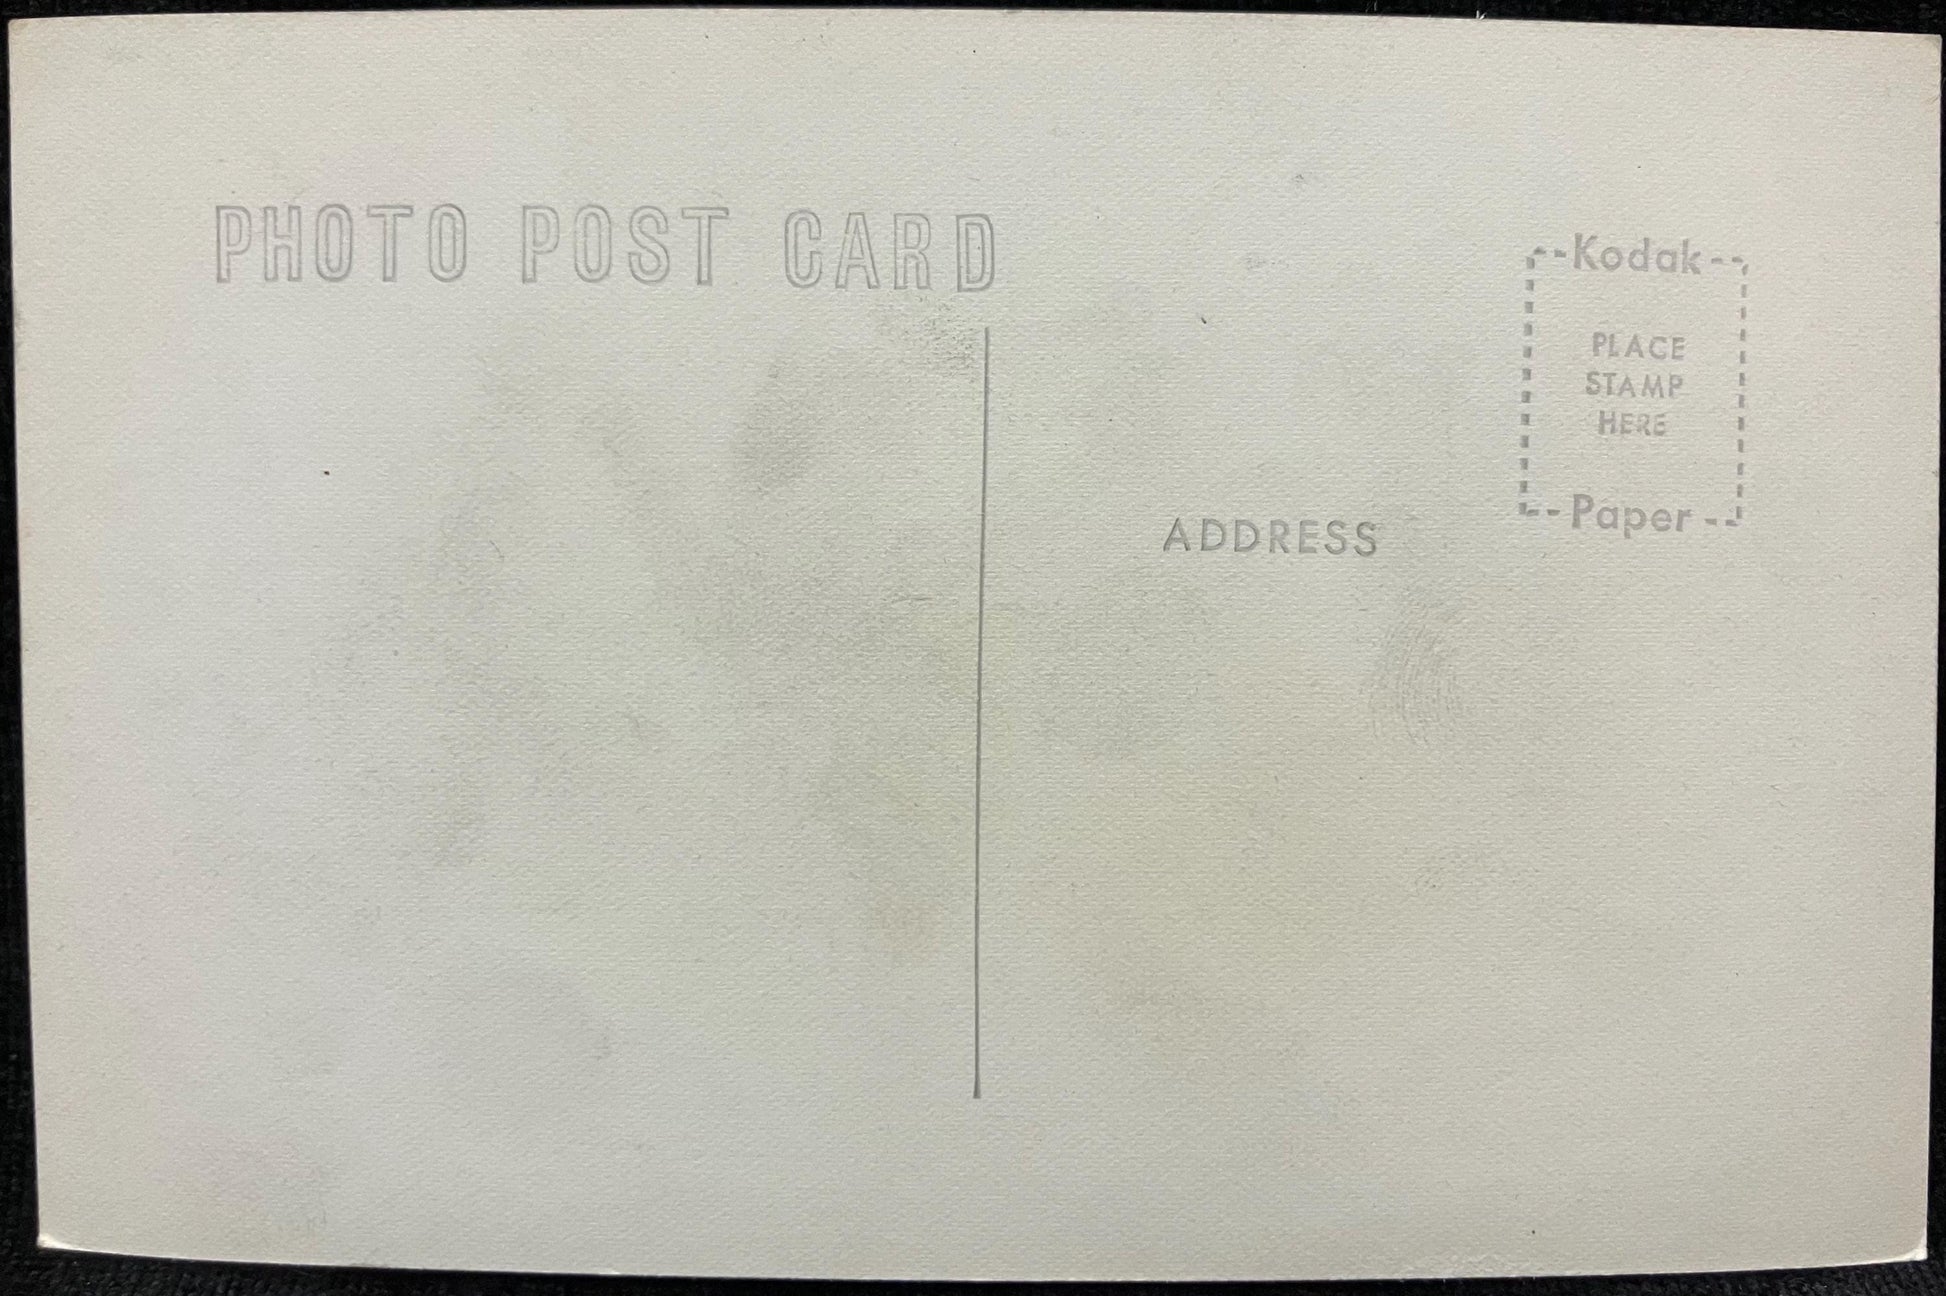 PHOTO POST CARD
Kodak
PLACE
STAMP
HERE
Paper
ADDRESS